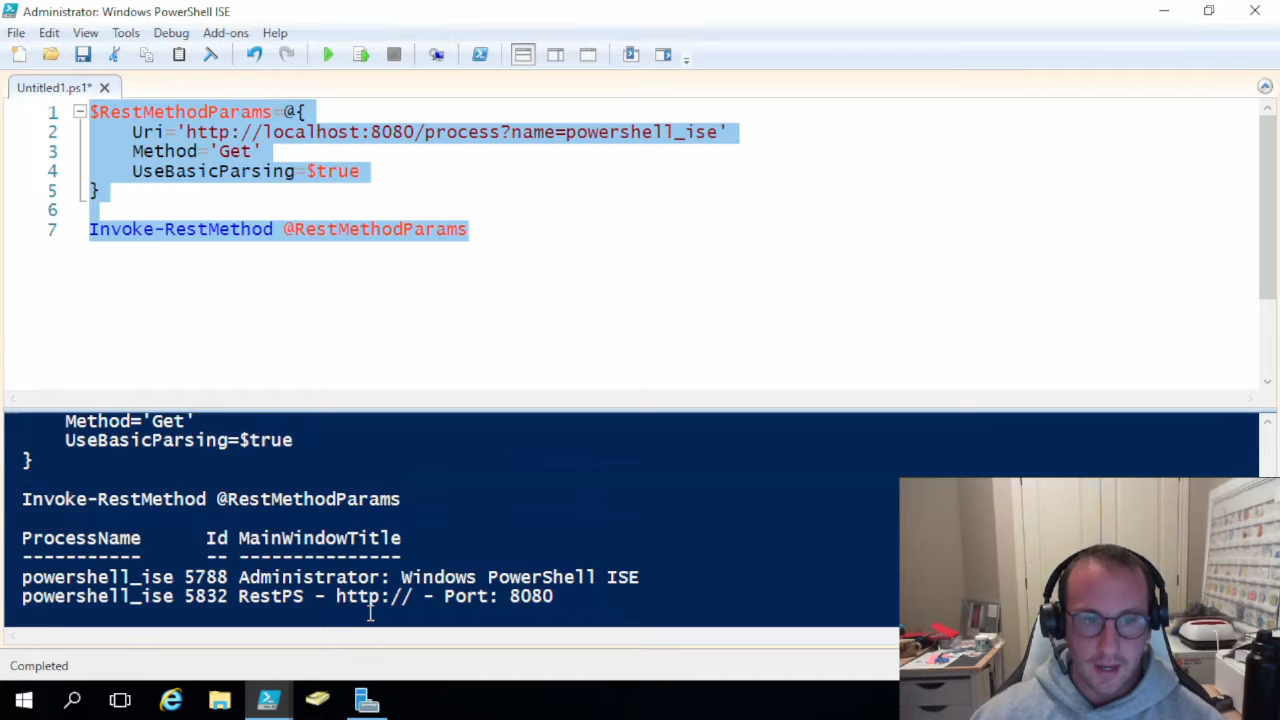 Administrator: Windows PowerShell ISE
File Edit View Tools Debug Add-ons Help
Untitled1.ps1*
1 $RestMethodParams=@{
2 Uri='http://localhost:8080/process?name=powershell_ise'
3 Method='Get'
4 UseBasicParsing=$true
5 }
6
7 Invoke-RestMethod @RestMethodParams
Method='Get'
UseBasicParsing=$true
}
Invoke-RestMethod @RestMethodParams
ProcessName Id MainWindowTitle
----------- -- ---------------
powershell_ise 5788 Administrator: Windows PowerShell ISE
powershell_ise 5832 RestPS - http:// - Port: 8080
Completed